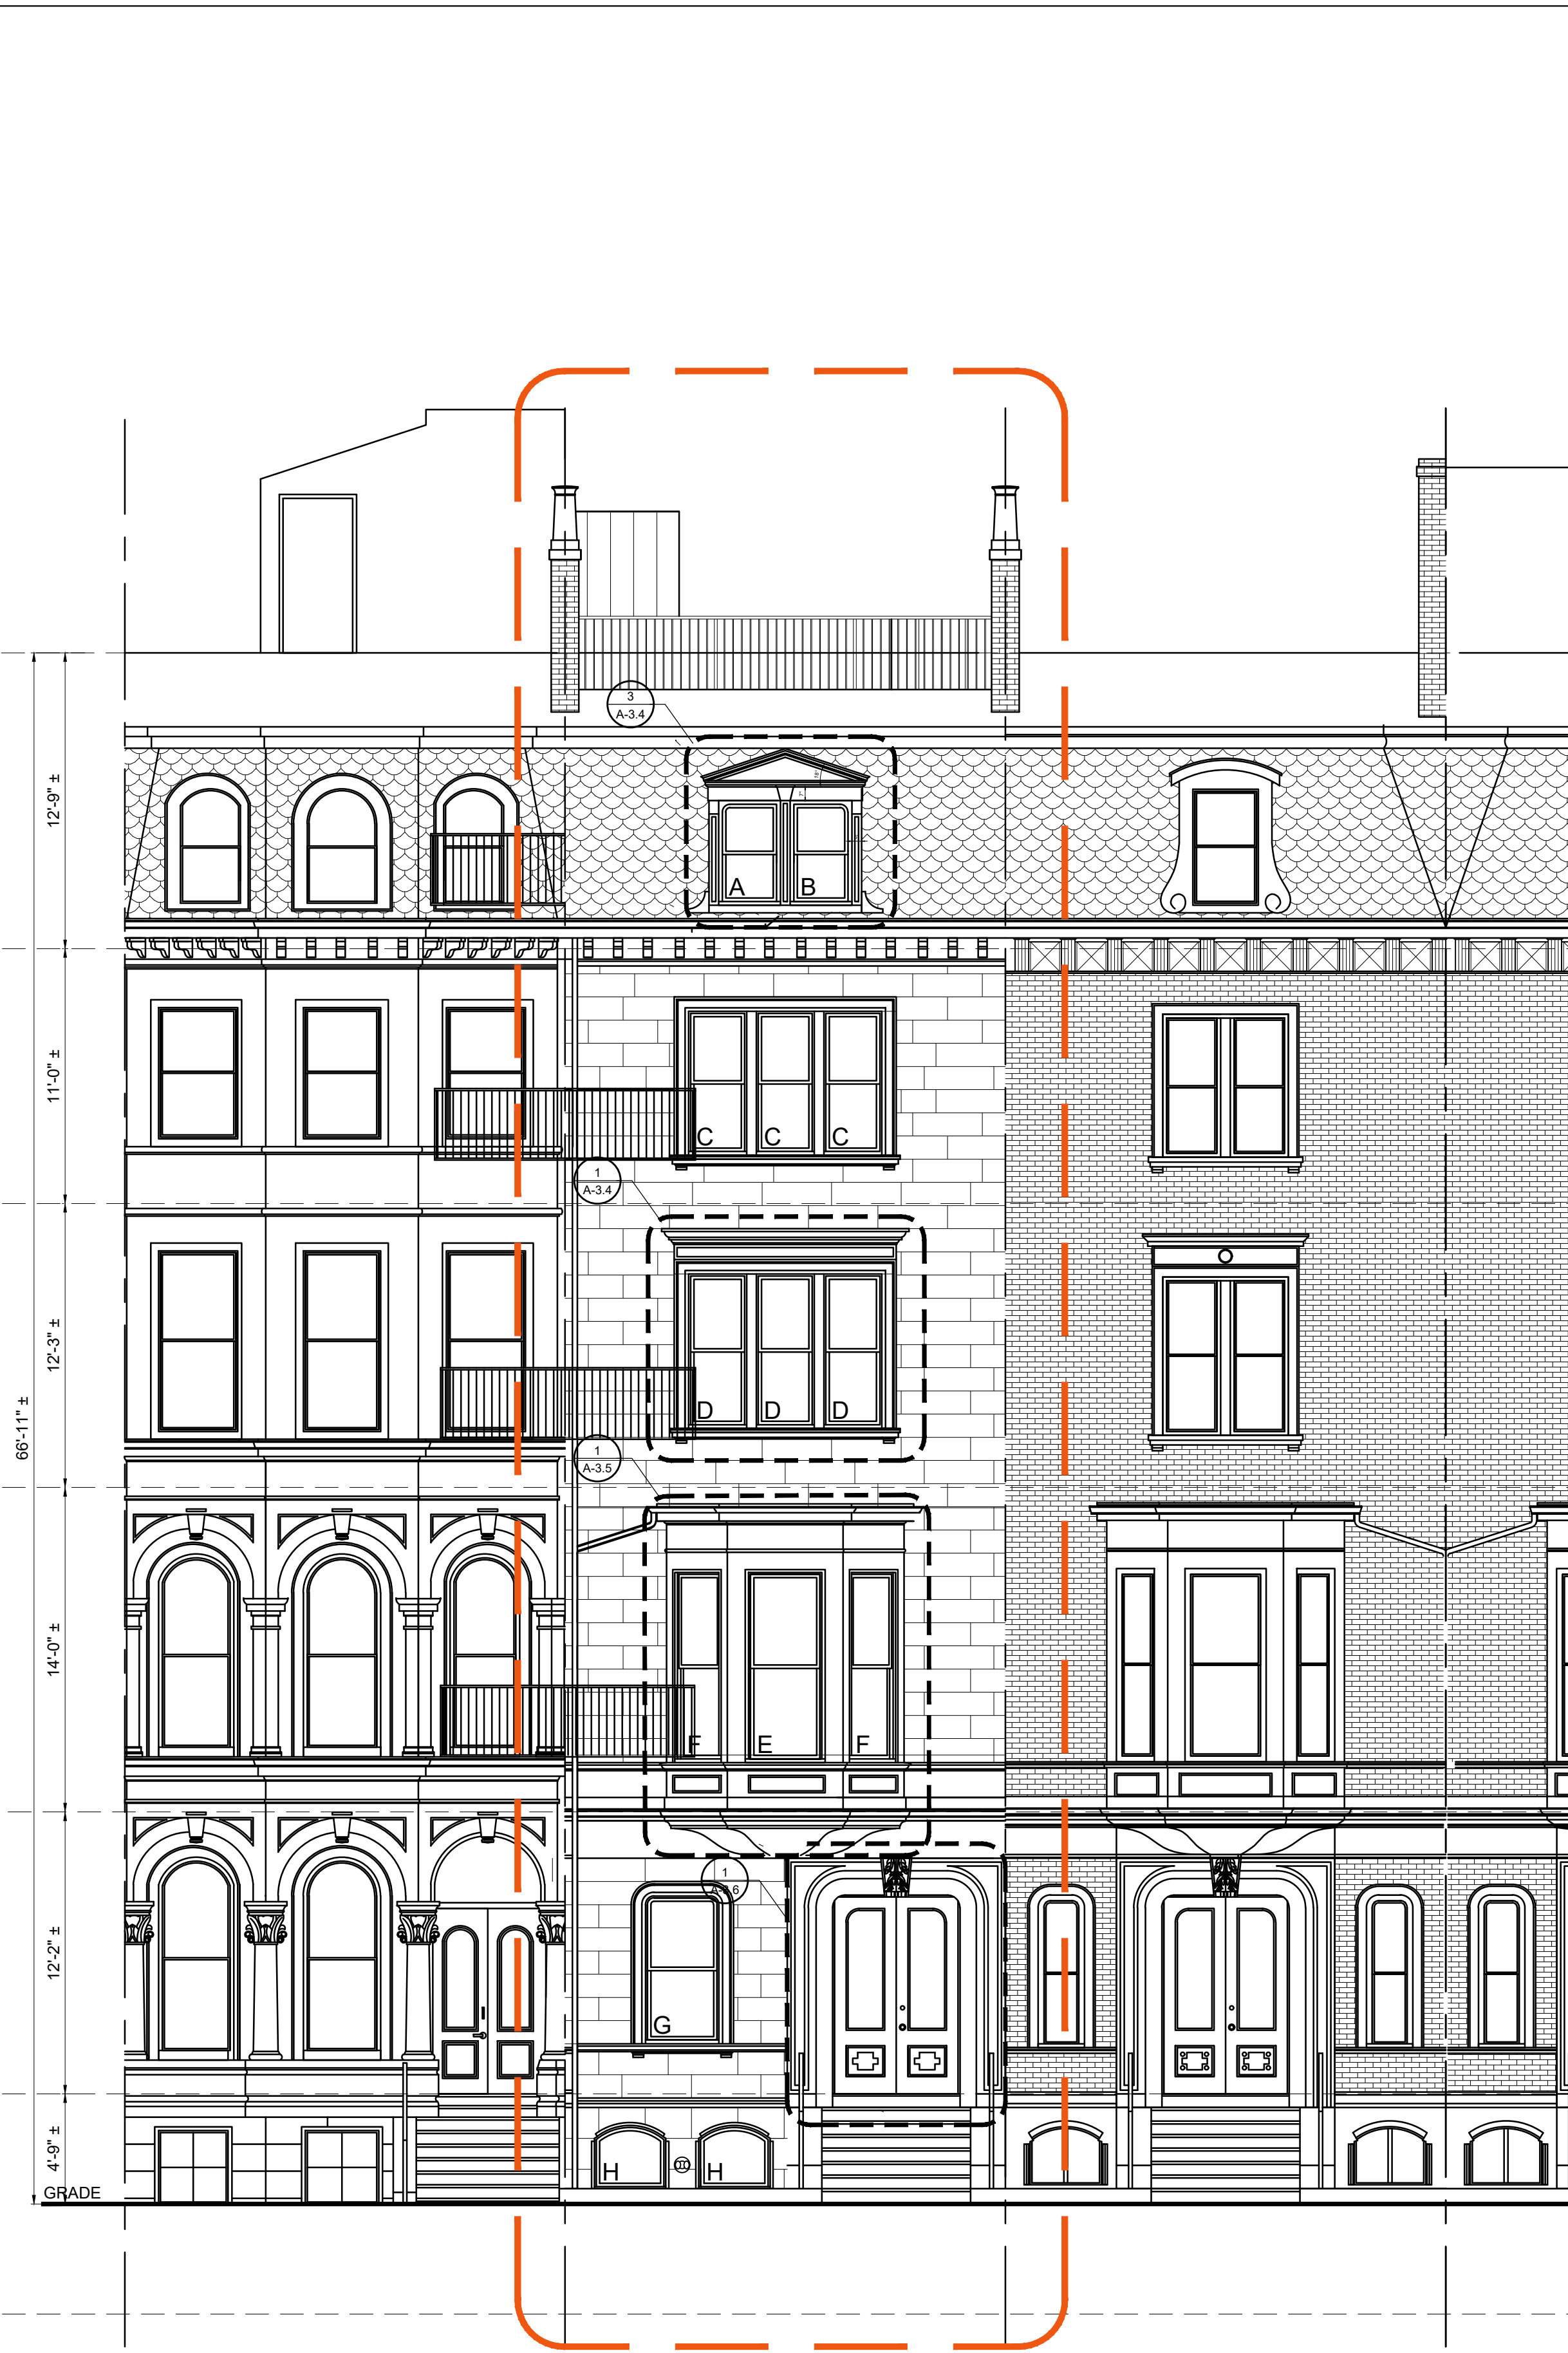 3
A-3.4
12'-9" ±
A
B
11'-0" ±
C
C
C
1
A-3.4
12'-3" ±
D
D
D
66'-11" ±
1
A-3.5
14'-0" ±
F
E
F
1
12'-2" ±
G
4'-9" ±
H
H
GRADE